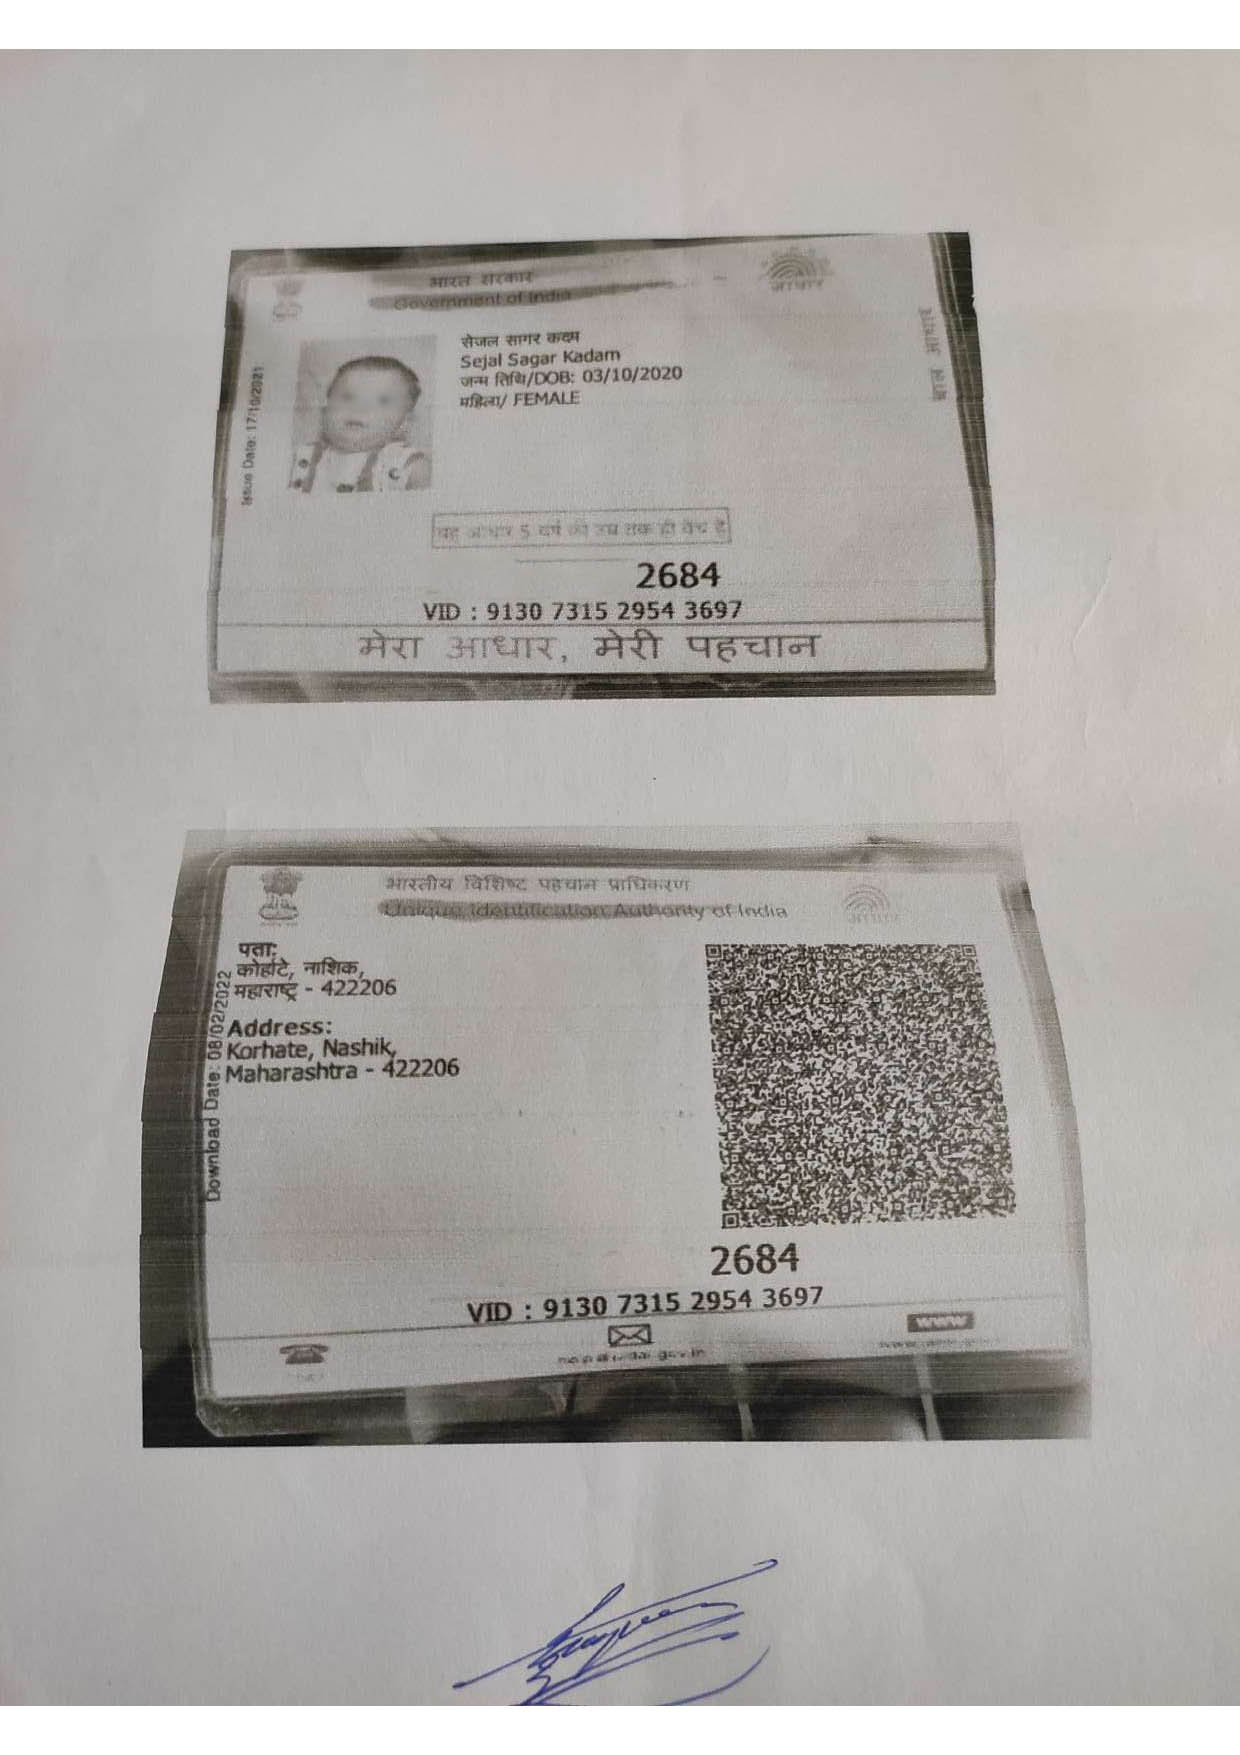 भारत सरकार
Government of India
आधार
बाल आधार
Issue Date: 17/10/2021
सेजल सागर कदम
Sejal Sagar Kadam
जन्म तिथि/DOB: 03/10/2020
महिला/ FEMALE
यह आधार 5 वर्ष की उम्र तक ही वैध है
2684
VID : 9130 7315 2954 3697
मेरा आधार, मेरी पहचान
भारतीय विशिष्ट पहचान प्राधिकरण
Unique Identification Authority of India
आधार
Download Date: 08/02/2022
पता:
कोर्हाटे, नाशिक,
महाराष्ट्र - 422206
Address:
Korhate, Nashik,
Maharashtra - 422206
2684
VID : 9130 7315 2954 3697
www